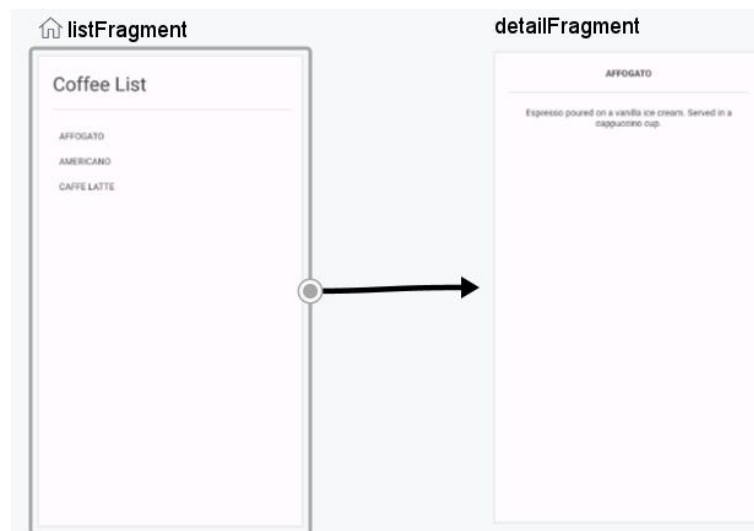 listFragment
Coffee List
AFFOGATO
AMERICANO
CAFFE LATTE
detailFragment
AFFOGATO
Espresso poured on a vanilla ice cream. Served in a
cappuccino cup.